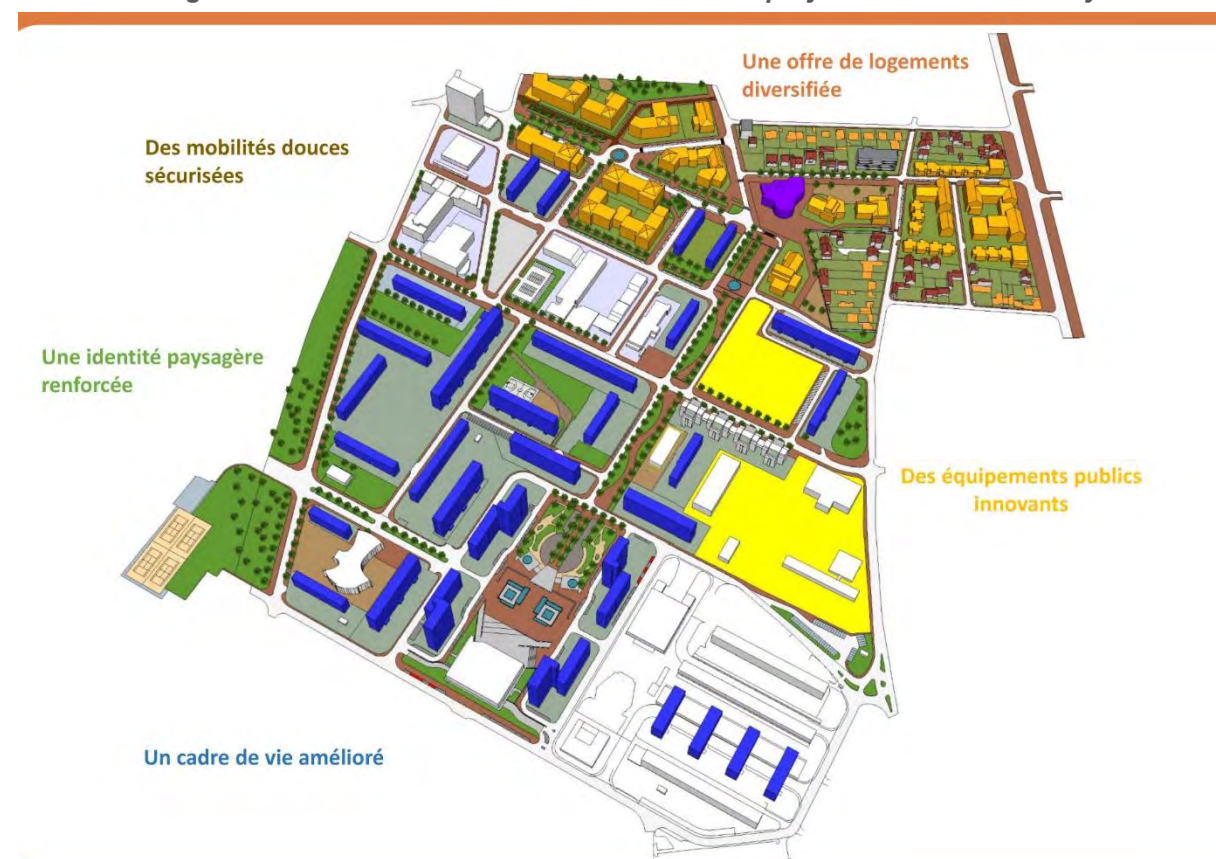 Une offre de logements
diversifiée
Des mobilités douces
sécurisées
Une identité paysagère
renforcée
Des équipements publics
innovants
Un cadre de vie amélioré